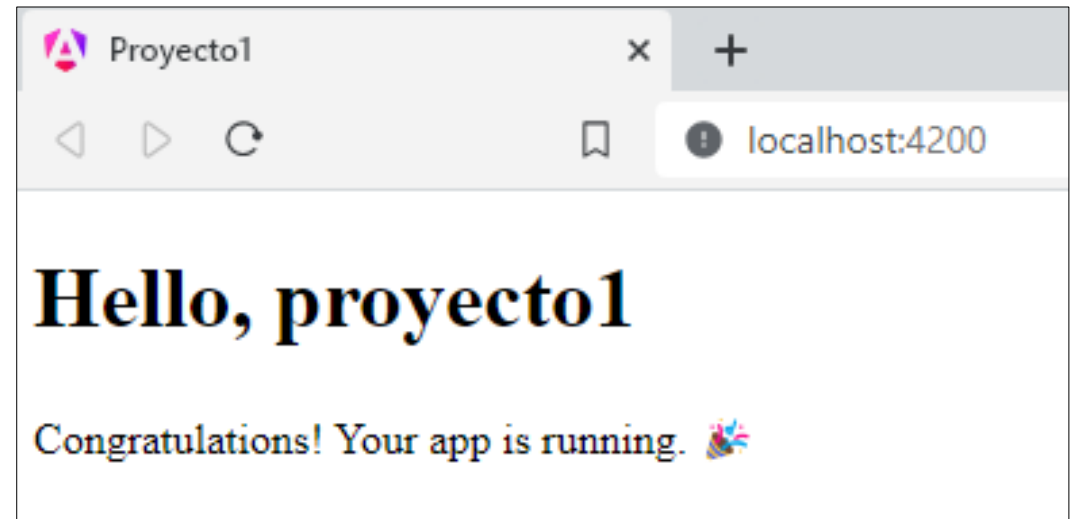 Proyecto1
localhost:4200
Hello, proyecto1
Congratulations! Your app is running. 🎉